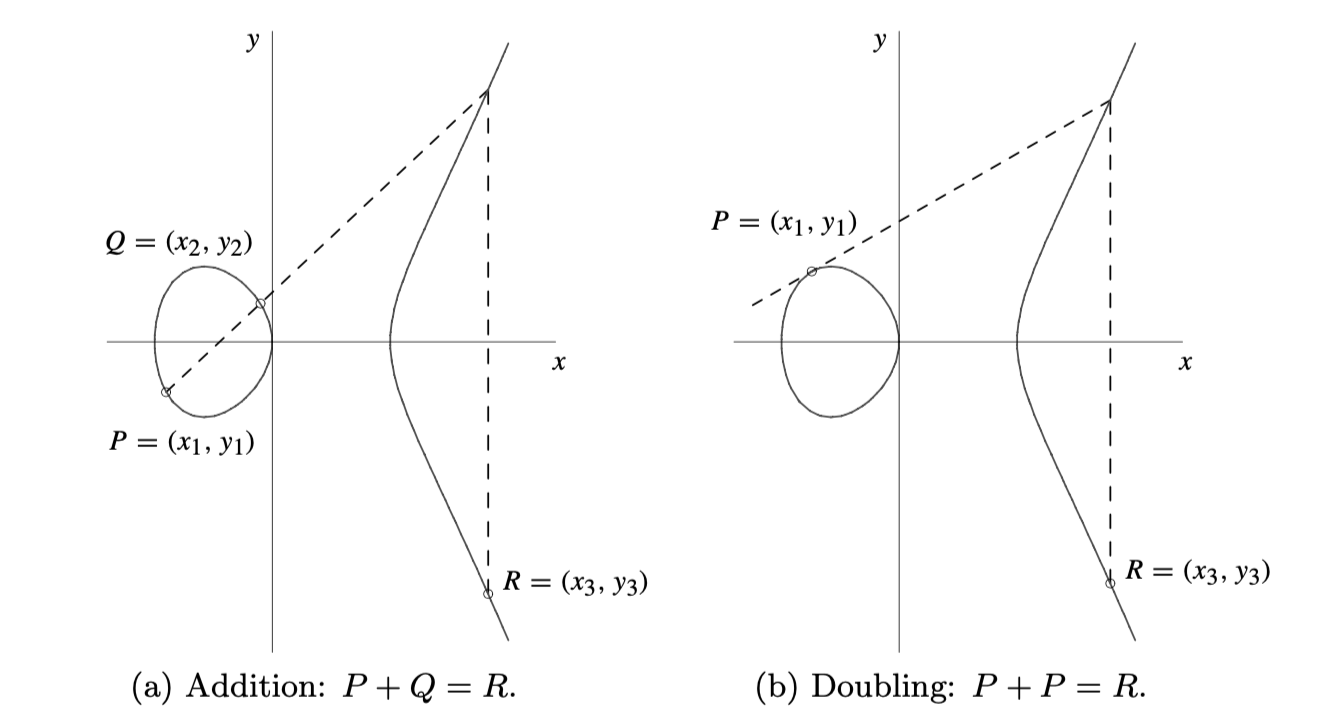 y
Q = (x₂, y₂)
P = (x₁, y₁)
x
R = (x₃, y₃)
(a) Addition: P + Q = R.
y
P = (x₁, y₁)
x
R = (x₃, y₃)
(b) Doubling: P + P = R.